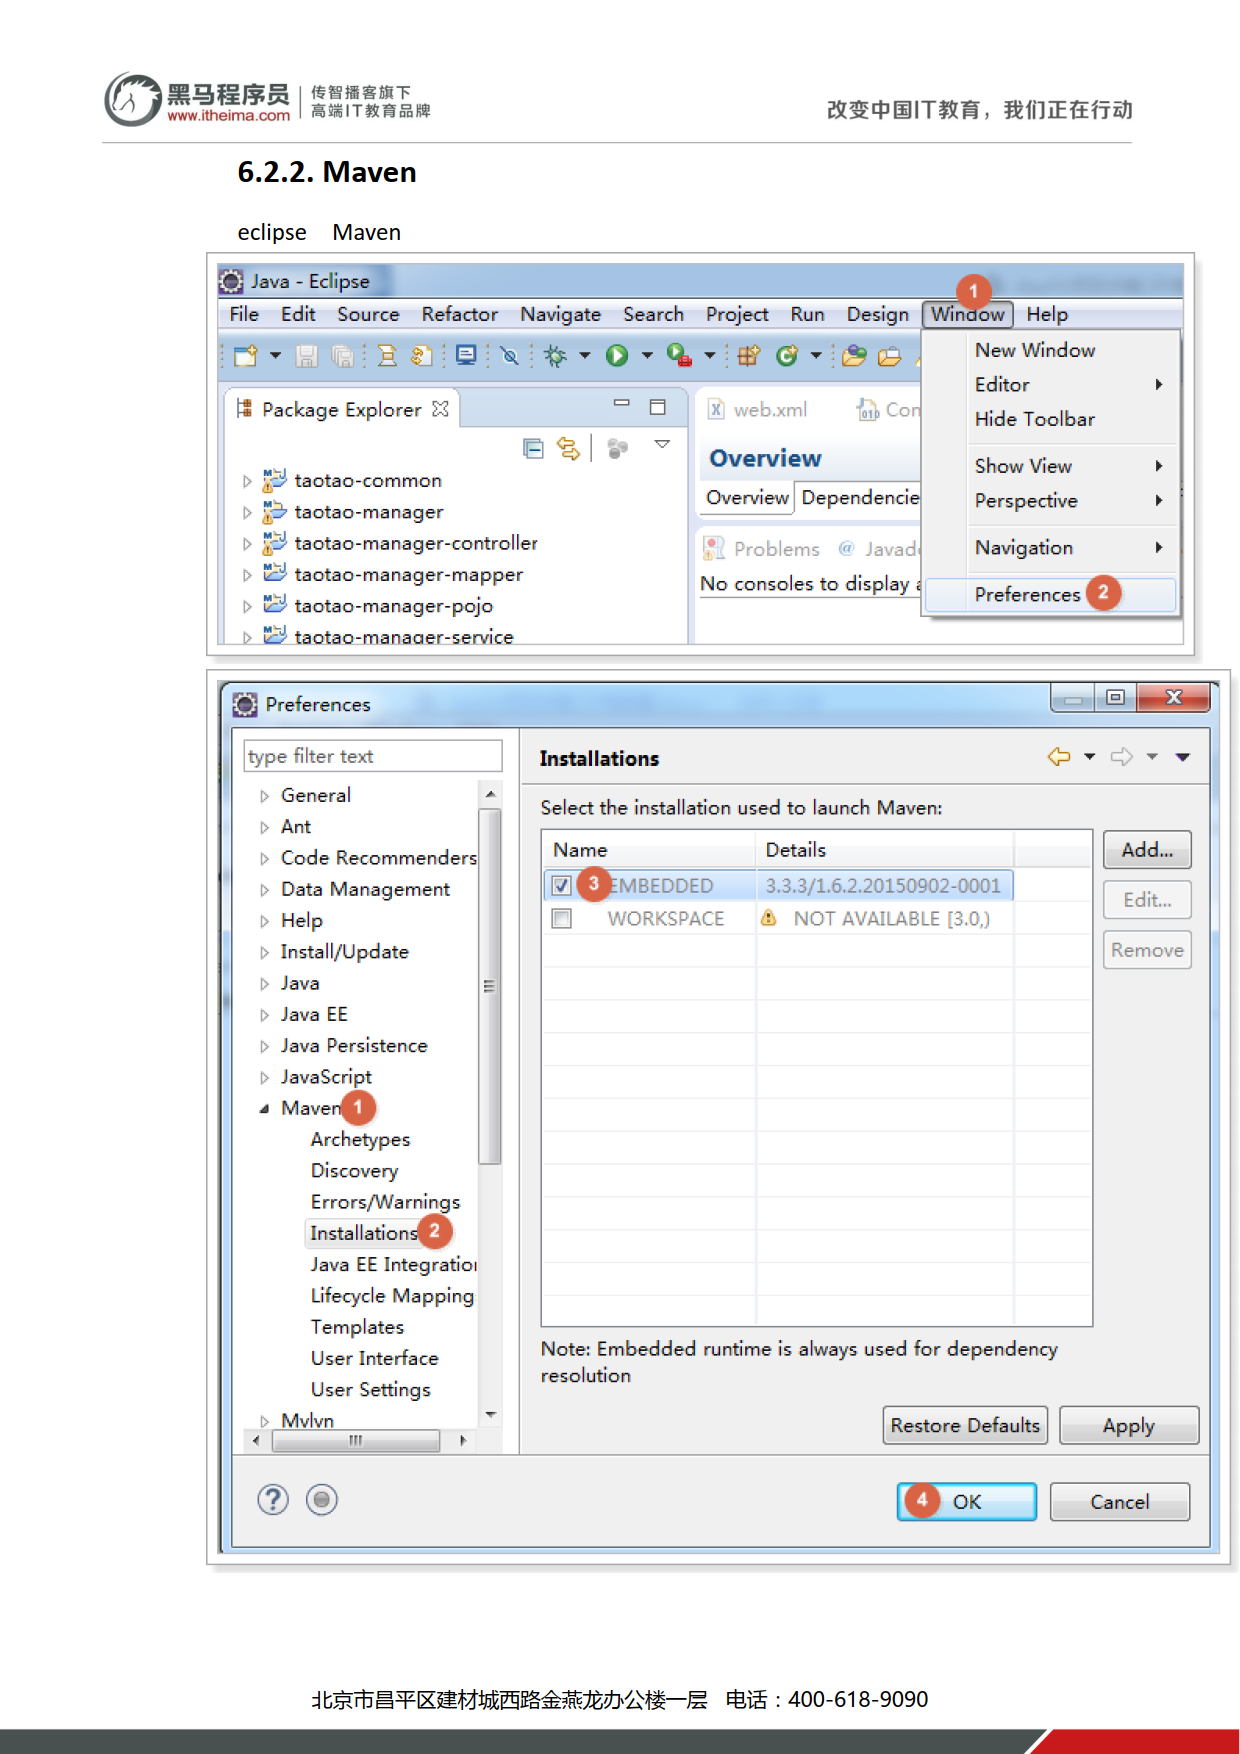 黑马程序员
www.itheima.com
传智播客旗下
高端IT教育品牌
改变中国IT教育，我们正在行动
6.2.2. Maven
eclipse Maven
Java - Eclipse
1
File Edit Source Refactor Navigate Search Project Run Design Window Help
New Window
Editor
Hide Toolbar
Show View
Perspective
Navigation
Preferences 2
Package Explorer
taotao-common
taotao-manager
taotao-manager-controller
taotao-manager-mapper
taotao-manager-pojo
taotao-manager-service
web.xml Con
Overview
Overview Dependencie
Problems @ Javad
No consoles to display a
Preferences
type filter text
General
Ant
Code Recommenders
Data Management
Help
Install/Update
Java
Java EE
Java Persistence
JavaScript
Maven 1
Archetypes
Discovery
Errors/Warnings
Installations 2
Java EE Integration
Lifecycle Mapping
Templates
User Interface
User Settings
Mylyn
Installations
Select the installation used to launch Maven:
Name Details
3 EMBEDDED 3.3.3/1.6.2.20150902-0001
WORKSPACE NOT AVAILABLE [3.0,)
Add...
Edit...
Remove
Note: Embedded runtime is always used for dependency
resolution
Restore Defaults Apply
4 OK Cancel
北京市昌平区建材城西路金燕龙办公楼一层 电话：400-618-9090